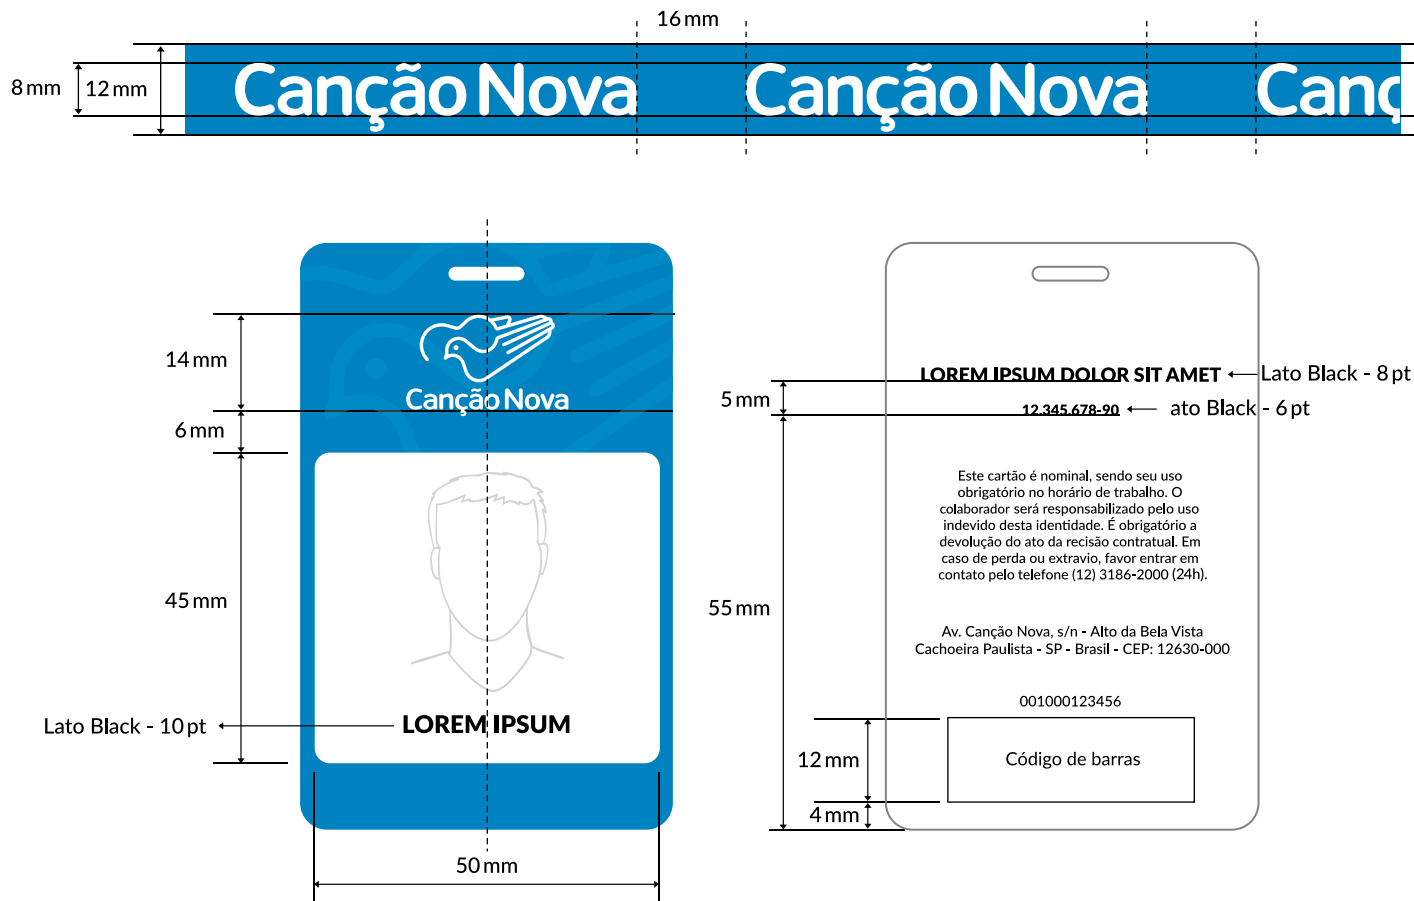 16 mm
8 mm
12 mm
Canção Nova
Canção Nova
Canç
14 mm
Canção Nova
6 mm
45 mm
Lato Black - 10 pt
LOREM IPSUM
50 mm
LOREM IPSUM DOLOR SIT AMET
Lato Black - 8 pt
5 mm
12.345.678-90
ato Black - 6 pt
Este cartão é nominal, sendo seu uso
obrigatório no horário de trabalho. O
colaborador será responsabilizado pelo uso
indevido desta identidade. É obrigatório a
devolução do ato da recisão contratual. Em
caso de perda ou extravio, favor entrar em
contato pelo telefone (12) 3186-2000 (24h).
55 mm
Av. Canção Nova, s/n - Alto da Bela Vista
Cachoeira Paulista - SP - Brasil - CEP: 12630-000
001000123456
12 mm
Código de barras
4 mm